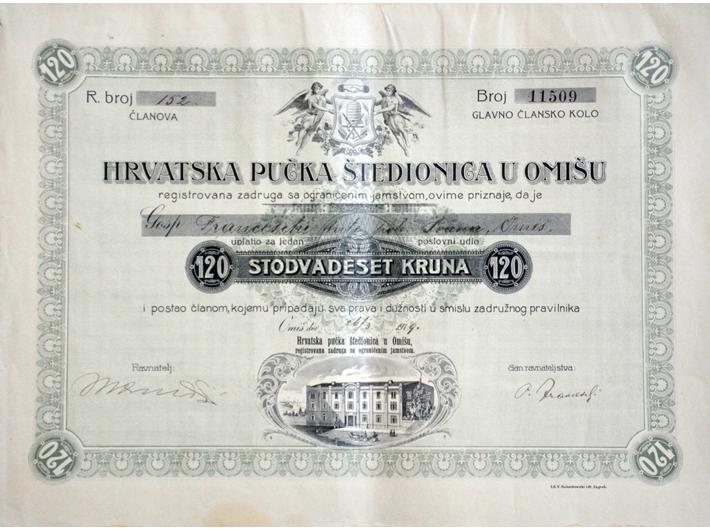 120
120
R. broj 152
ČLANOVA
Broj 11509
GLAVNO ČLANSKO KOLO
HRVATSKA PUČKA ŠTEDIONICA U OMIŠU
registrovana zadruga sa ograničenim jamstvom, ovime priznaje, da je
Gosp. Ivana, Omiš.
uplatio za jedan poslovni udio
120 STODVADESET KRUNA 120
i postao članom, kojemu pripadaju sva prava i dužnosti u smislu zadružnog pravilnika
Omiš dne
Hrvatska pučka štedionica u Omišu,
registrovana zadruga sa ograničenim jamstvom.
Ravnatelj:
član ravnateljstva:
120
120